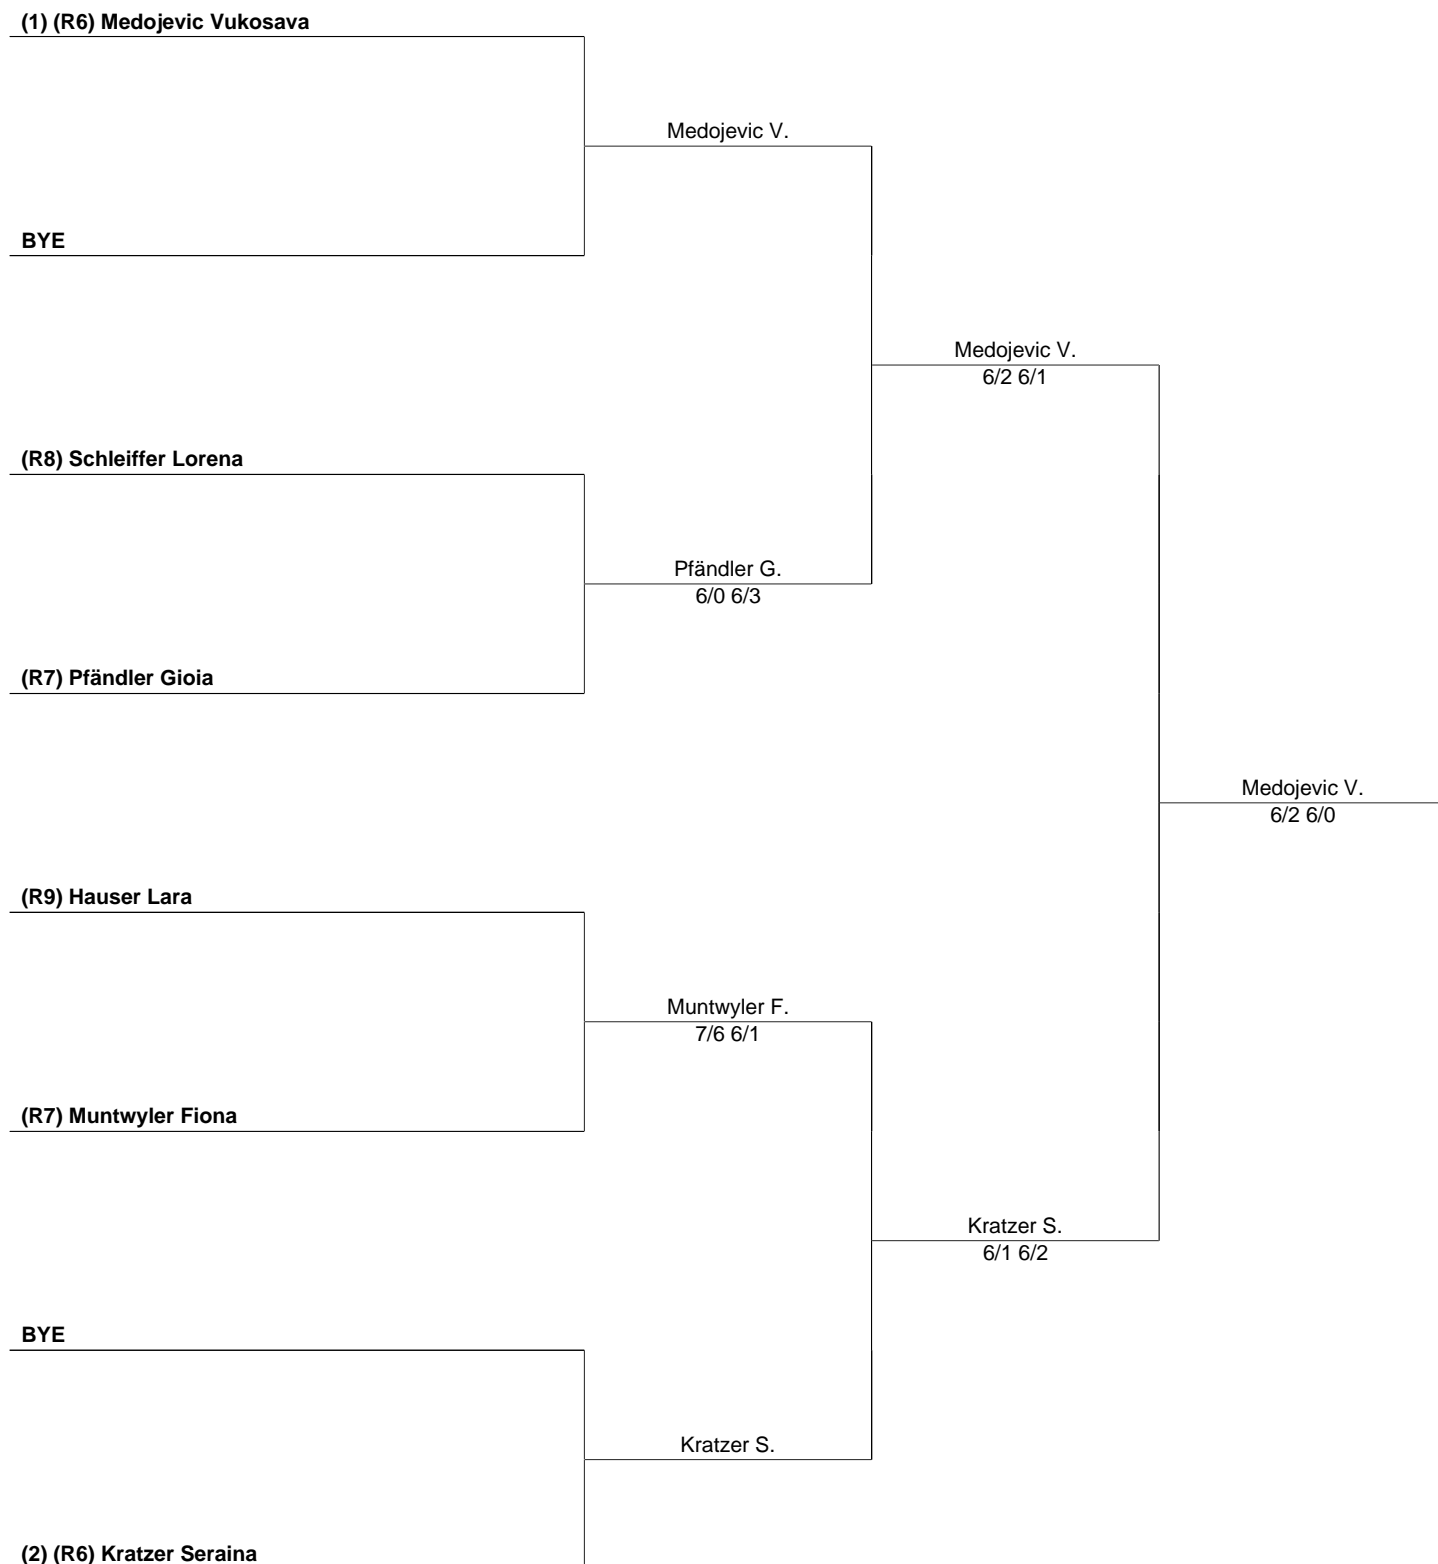 (1) (R6) Medojevic Vukosava
Medojevic V.
BYE
Medojevic V.
6/2 6/1
(R8) Schleiffer Lorena
Pfändler G.
6/0 6/3
(R7) Pfändler Gioia
Medojevic V.
6/2 6/0
(R9) Hauser Lara
Muntwyler F.
7/6 6/1
(R7) Muntwyler Fiona
Kratzer S.
6/1 6/2
BYE
Kratzer S.
(2) (R6) Kratzer Seraina